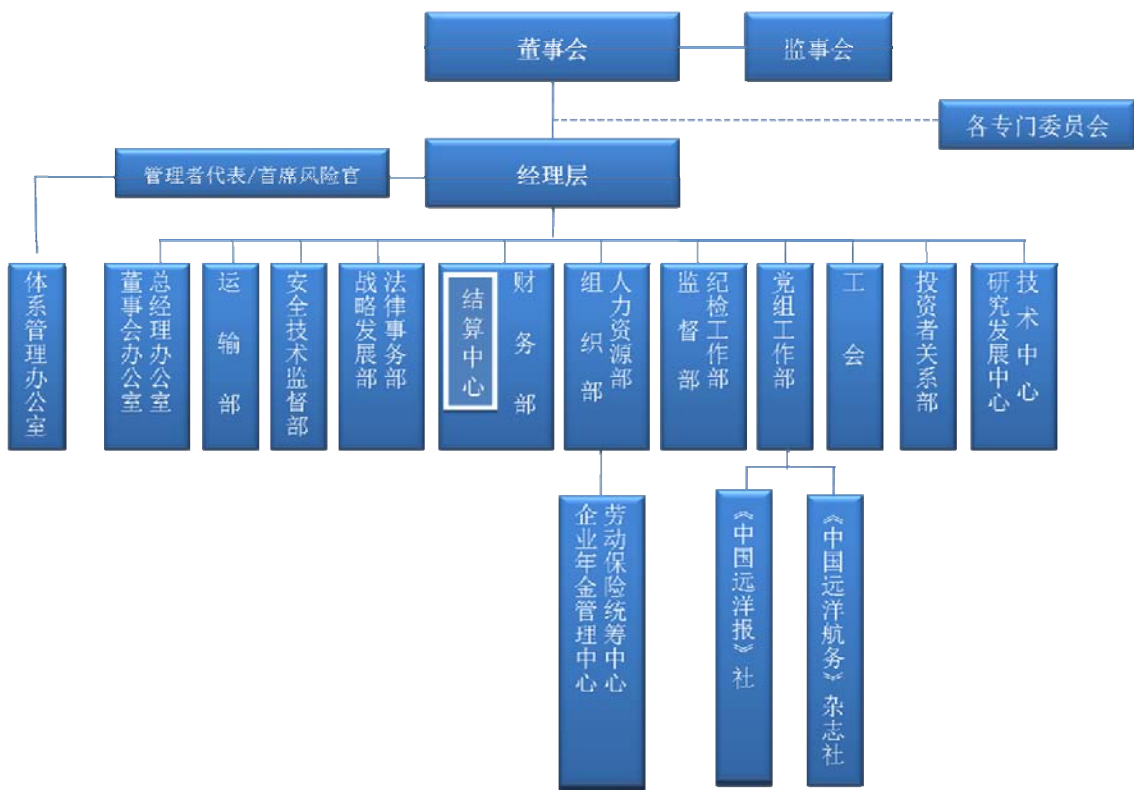 董事会
监事会
各专门委员会
管理者代表/首席风险官
经理层
体系管理办公室
总经理办公室
董事会办公室
运输部
安全技术监督部
法律事务部
战略发展部
财务部
结算中心
人力资源部
组织部
纪检工作部
监督部
党组工作部
工会
投资者关系部
技术中心
研究发展中心
劳动保险统筹中心
企业年金管理中心
《中国远洋报》社
《中国远洋航务》杂志社